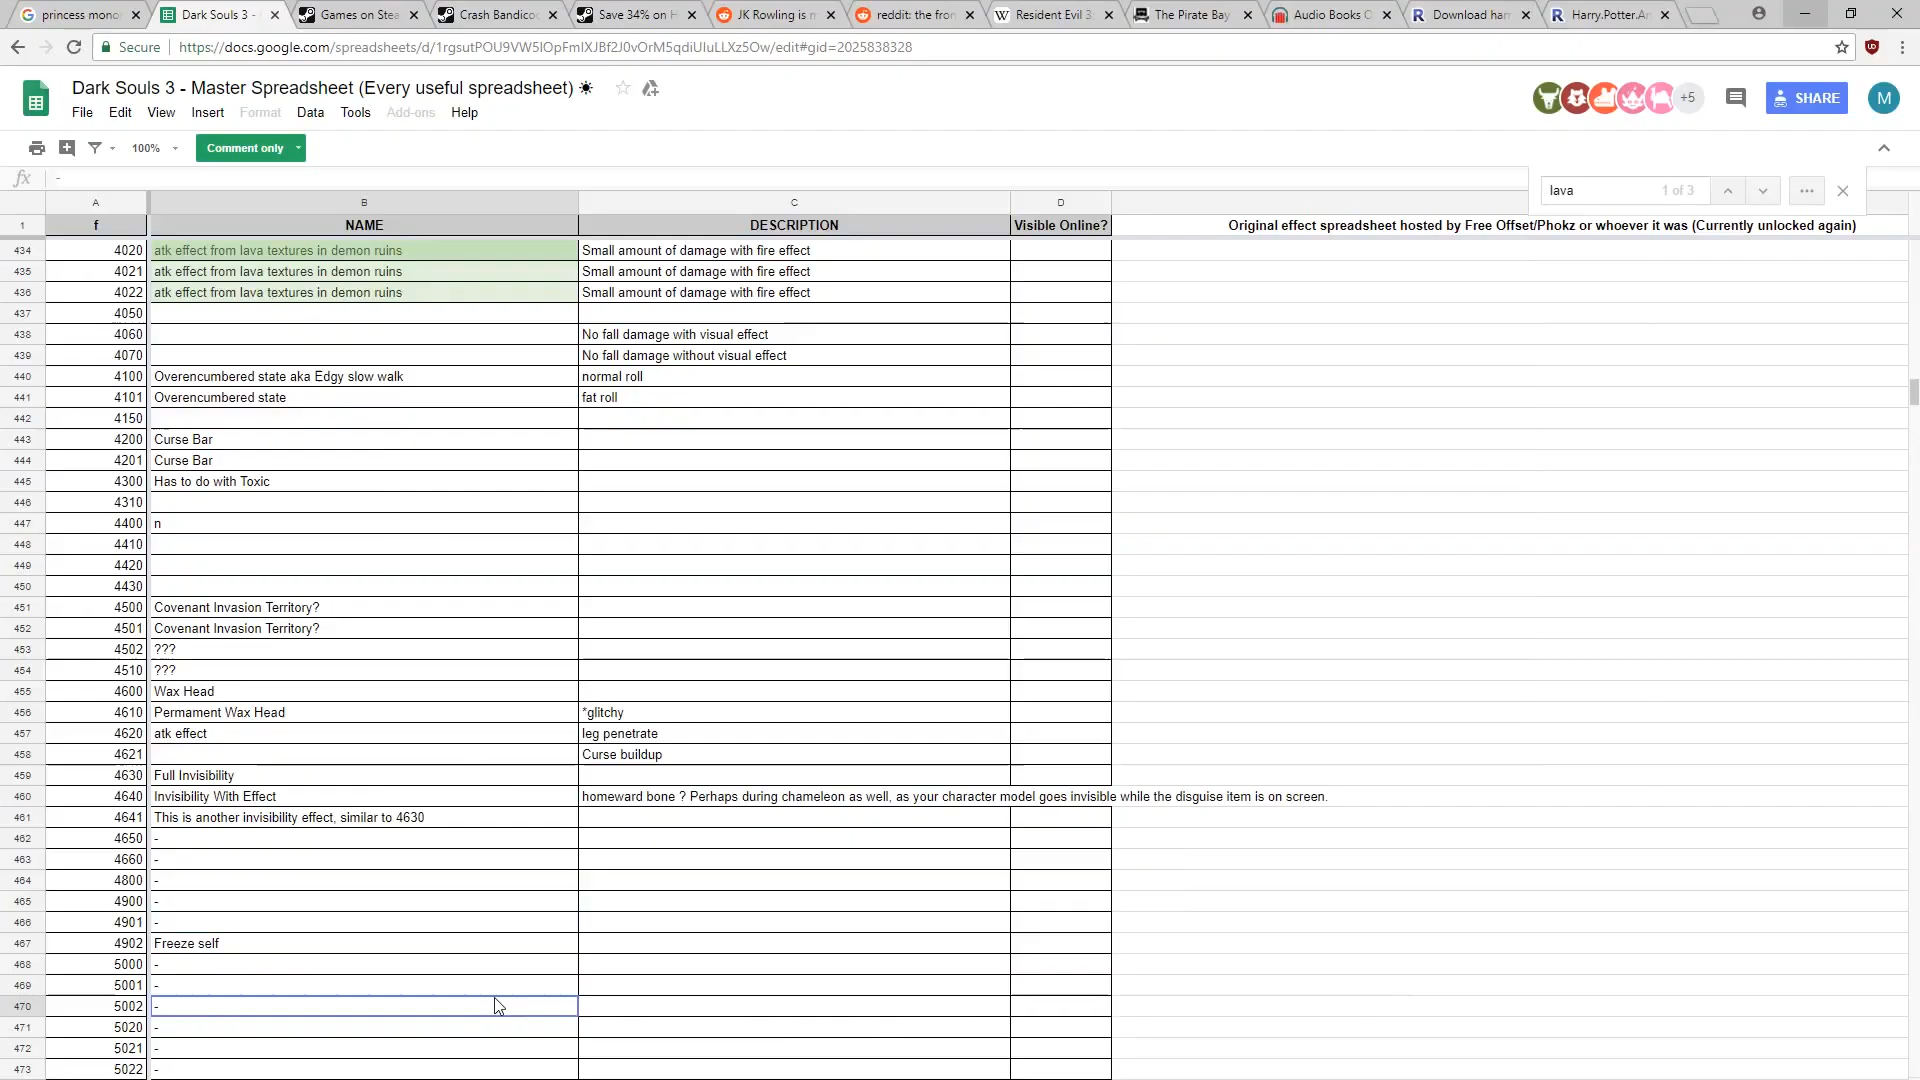 princess mono
Dark Souls 3 -
Games on Stea
Crash Bandico
Save 34% on H
JK Rowling is n
reddit: the fron
Resident Evil 3:
The Pirate Bay
Audio Books C
Download har
Harry.Potter.A
Secure https://docs.google.com/spreadsheets/d/1rgsutPOU9VW5IOpFmIXJBf2J0vOrM5qdiUIuLLXz5Ow/edit#gid=2025838328
Dark Souls 3 - Master Spreadsheet (Every useful spreadsheet) ☀
+5
SHARE
M
File Edit View Insert Format Data Tools Add-ons Help
100%
Comment only
fx -
lava 1 of 3
A B C D
1 f NAME DESCRIPTION Visible Online? Original effect spreadsheet hosted by Free Offset/Phokz or whoever it was (Currently unlocked again)
434 4020 atk effect from lava textures in demon ruins Small amount of damage with fire effect
435 4021 atk effect from lava textures in demon ruins Small amount of damage with fire effect
436 4022 atk effect from lava textures in demon ruins Small amount of damage with fire effect
437 4050
438 4060 No fall damage with visual effect
439 4070 No fall damage without visual effect
440 4100 Overencumbered state aka Edgy slow walk normal roll
441 4101 Overencumbered state fat roll
442 4150
443 4200 Curse Bar
444 4201 Curse Bar
445 4300 Has to do with Toxic
446 4310
447 4400 n
448 4410
449 4420
450 4430
451 4500 Covenant Invasion Territory?
452 4501 Covenant Invasion Territory?
453 4502 ???
454 4510 ???
455 4600 Wax Head
456 4610 Permament Wax Head *glitchy
457 4620 atk effect leg penetrate
458 4621 Curse buildup
459 4630 Full Invisibility
460 4640 Invisibility With Effect homeward bone ? Perhaps during chameleon as well, as your character model goes invisible while the disguise item is on screen.
461 4641 This is another invisibility effect, similar to 4630
462 4650 -
463 4660 -
464 4800 -
465 4900 -
466 4901 -
467 4902 Freeze self
468 5000 -
469 5001 -
470 5002 -
471 5020 -
472 5021 -
473 5022 -